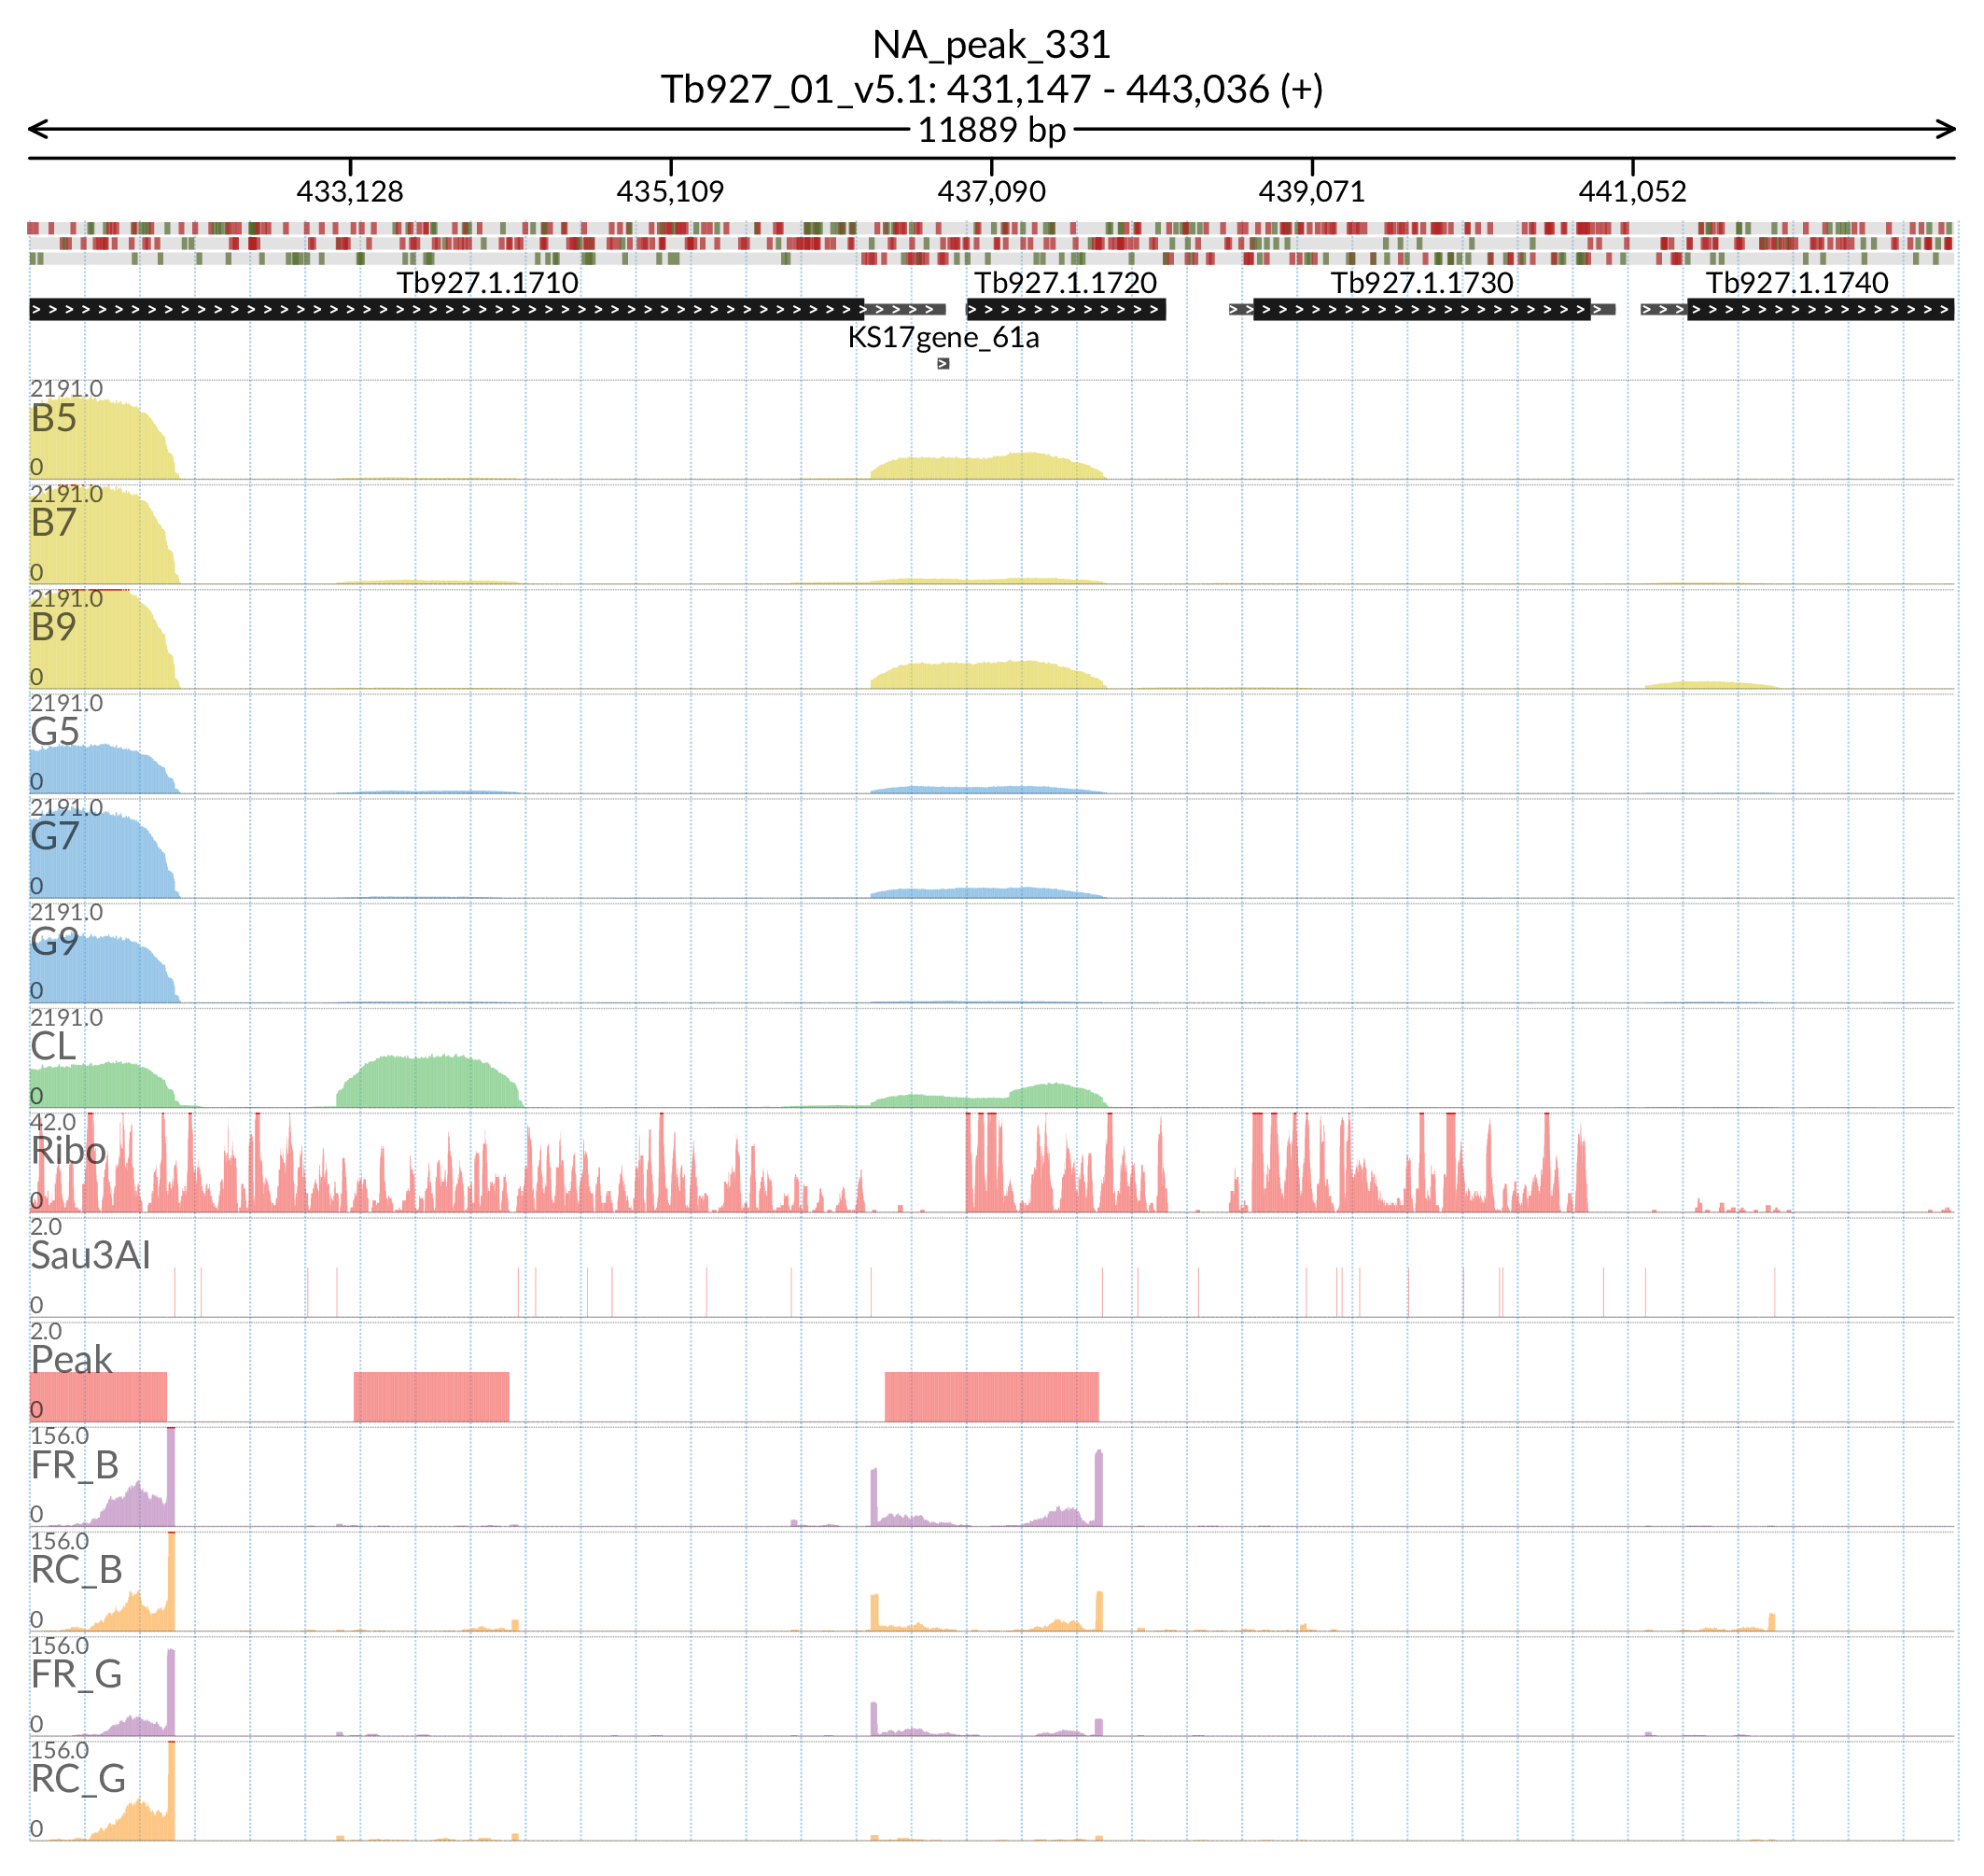 NA_peak_331
Tb927_01_v5.1: 431,147 - 443,036 (+)
11889 bp
433,128 435,109 437,090 439,071 441,052
Tb927.1.1710 Tb927.1.1720 Tb927.1.1730 Tb927.1.1740
KS17gene_61a
2191.0
B5
0
2191.0
B7
0
2191.0
B9
0
2191.0
G5
0
2191.0
G7
0
2191.0
G9
0
2191.0
CL
0
42.0
Ribo
0
2.0
Sau3AI
0
2.0
Peak
0
156.0
FR_B
0
156.0
RC_B
0
156.0
FR_G
0
156.0
RC_G
0